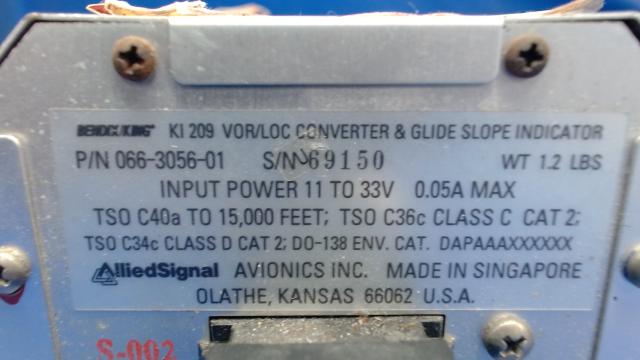 BENDIX/KING® KI 209 VOR/LOC CONVERTER & GLIDE SLOPE INDICATOR
P/N 066-3056-01 S/N 69150 WT 1.2 LBS
INPUT POWER 11 TO 33V 0.05A MAX
TSO C40a TO 15,000 FEET; TSO C36c CLASS C CAT 2;
TSO C34c CLASS D CAT 2; DO-138 ENV. CAT. DAPAAAXXXXXX
AlliedSignal AVIONICS INC. MADE IN SINGAPORE
OLATHE, KANSAS 66062 U.S.A.
S-002